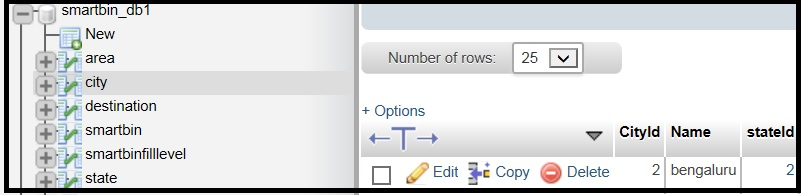 smartbin_db1
New
area
city
destination
smartbin
smartbinfilllevel
state
Number of rows: 25
+ Options
←T→ CityId Name stateId
Edit Copy Delete 2 bengaluru 2